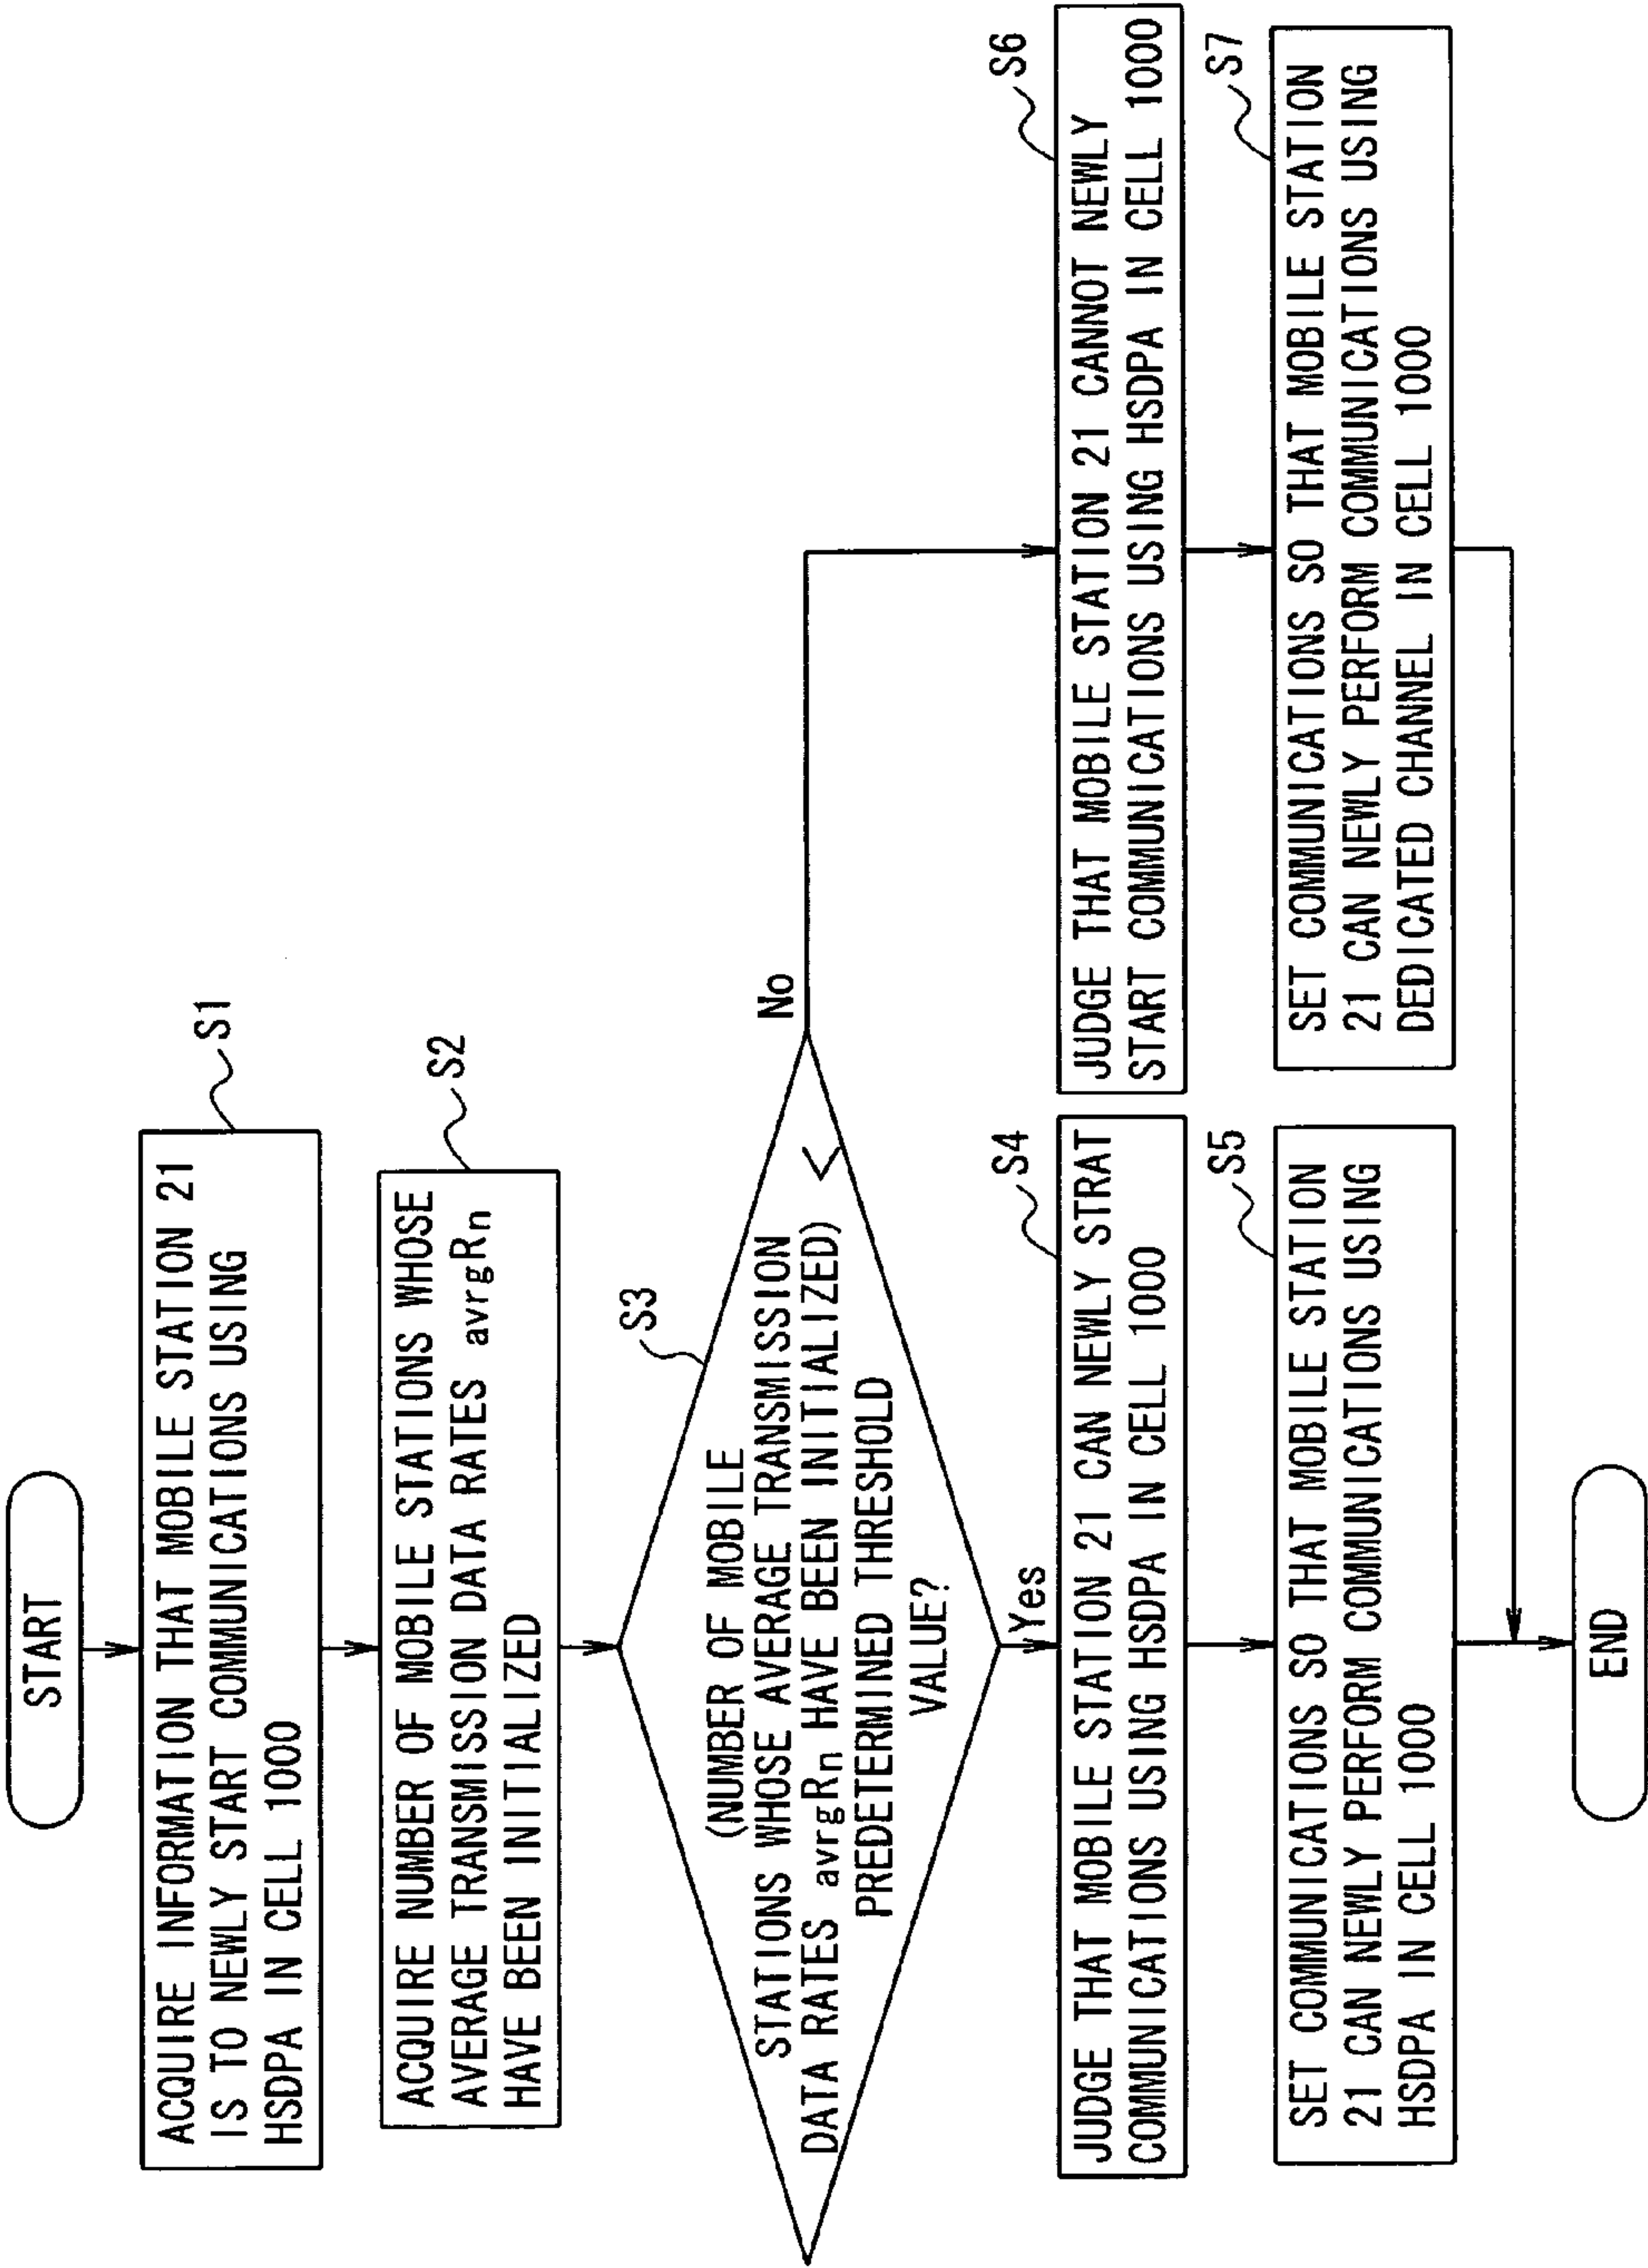 START
ACQUIRE INFORMATION THAT MOBILE STATION 21
IS TO NEWLY START COMMUNICATIONS USING
HSDPA IN CELL 1000
S1
ACQUIRE NUMBER OF MOBILE STATIONS WHOSE
AVERAGE TRANSMISSION DATA RATES avrgRn
HAVE BEEN INITIALIZED
S2
S3
(NUMBER OF MOBILE
STATIONS WHOSE AVERAGE TRANSMISSION
DATA RATES avrgRn HAVE BEEN INITIALIZED) <
PREDETERMINED THRESHOLD
VALUE?
No
Yes
S4
JUDGE THAT MOBILE STATION 21 CAN NEWLY STRAT
COMMUNICATIONS USING HSDPA IN CELL 1000
S5
SET COMMUNICATIONS SO THAT MOBILE STATION
21 CAN NEWLY PERFORM COMMUNICATIONS USING
HSDPA IN CELL 1000
S6
JUDGE THAT MOBILE STATION 21 CANNOT NEWLY
START COMMUNICATIONS USING HSDPA IN CELL 1000
S7
SET COMMUNICATIONS SO THAT MOBILE STATION
21 CAN NEWLY PERFORM COMMUNICATIONS USING
DEDICATED CHANNEL IN CELL 1000
END